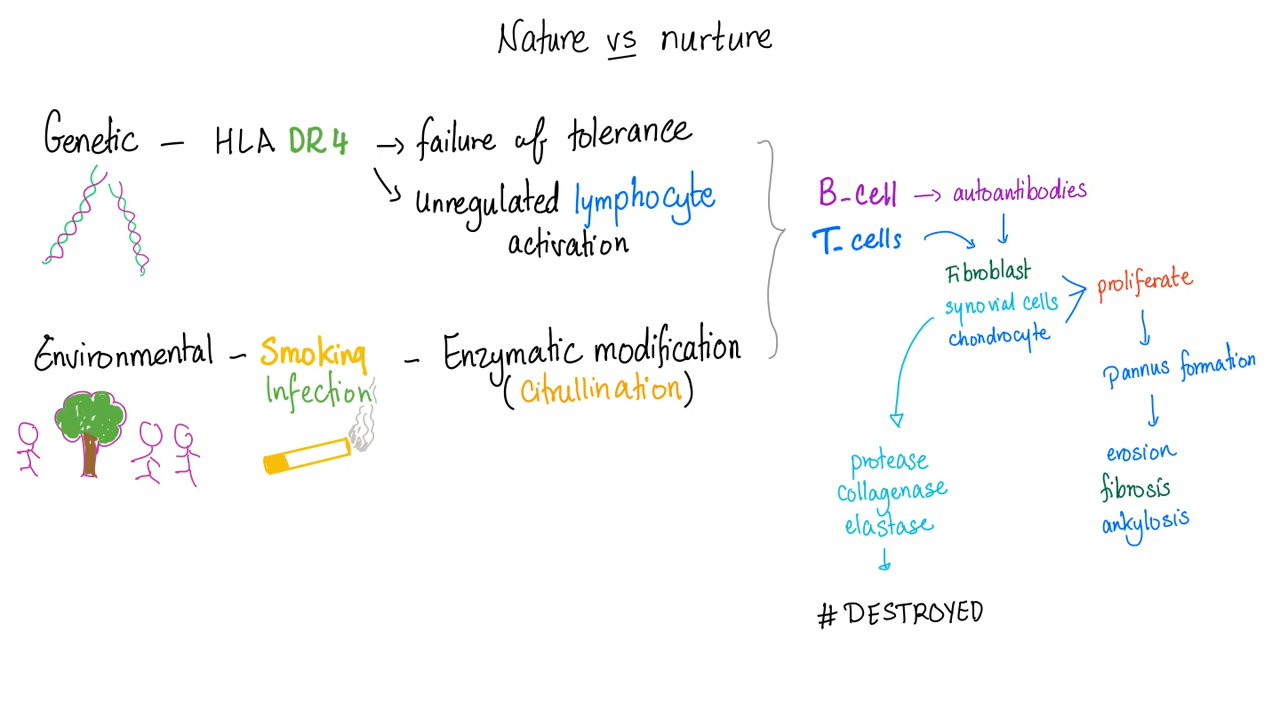 Nature vs nurture
Genetic – HLA DR4 → failure of tolerance
↘ unregulated lymphocyte
activation
Environmental – Smoking – Enzymatic modification
Infection (Citrullination)
B-cell → autoantibodies
T-cells
Fibroblast
synovial cells
chondrocyte
proliferate
Pannus formation
erosion
fibrosis
ankylosis
protease
collagenase
elastase
# DESTROYED